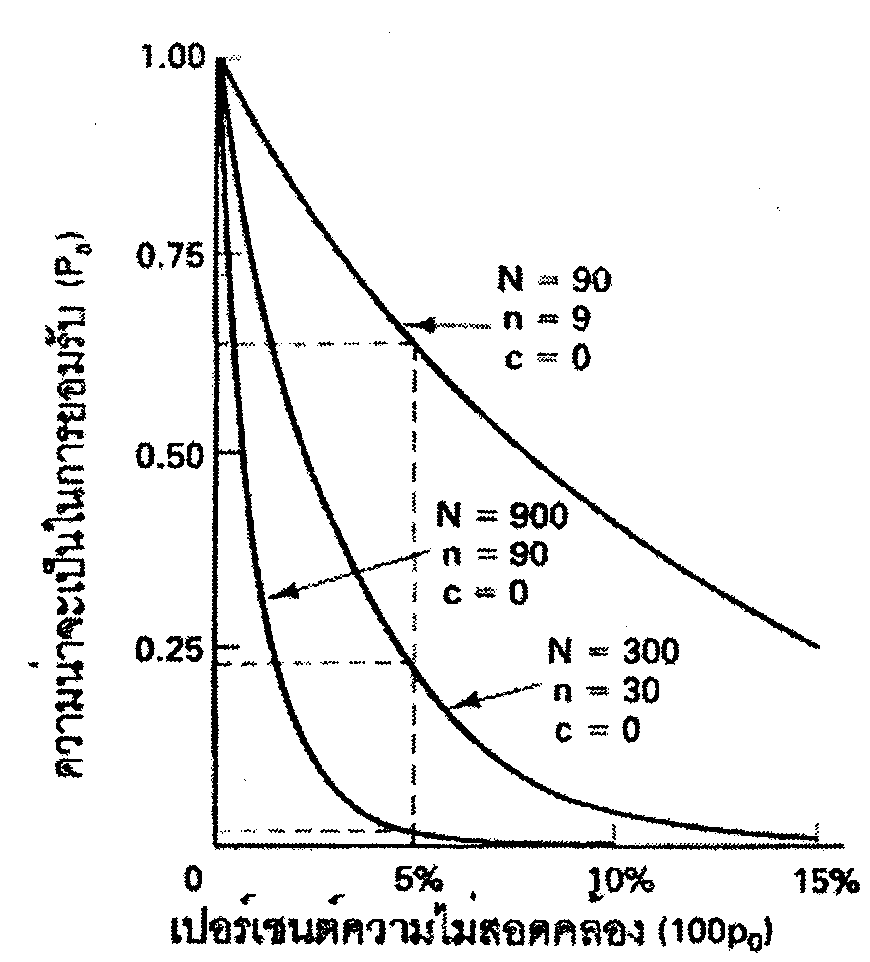 1.00
0.75
0.50
0.25
0
5%
10%
15%
ความน่าจะเป็นในการยอมรับ (Pₐ)
N = 90
n = 9
c = 0
N = 900
n = 90
c = 0
N = 300
n = 30
c = 0
เปอร์เซนต์ความไม่สอดคล้อง (100p₀)